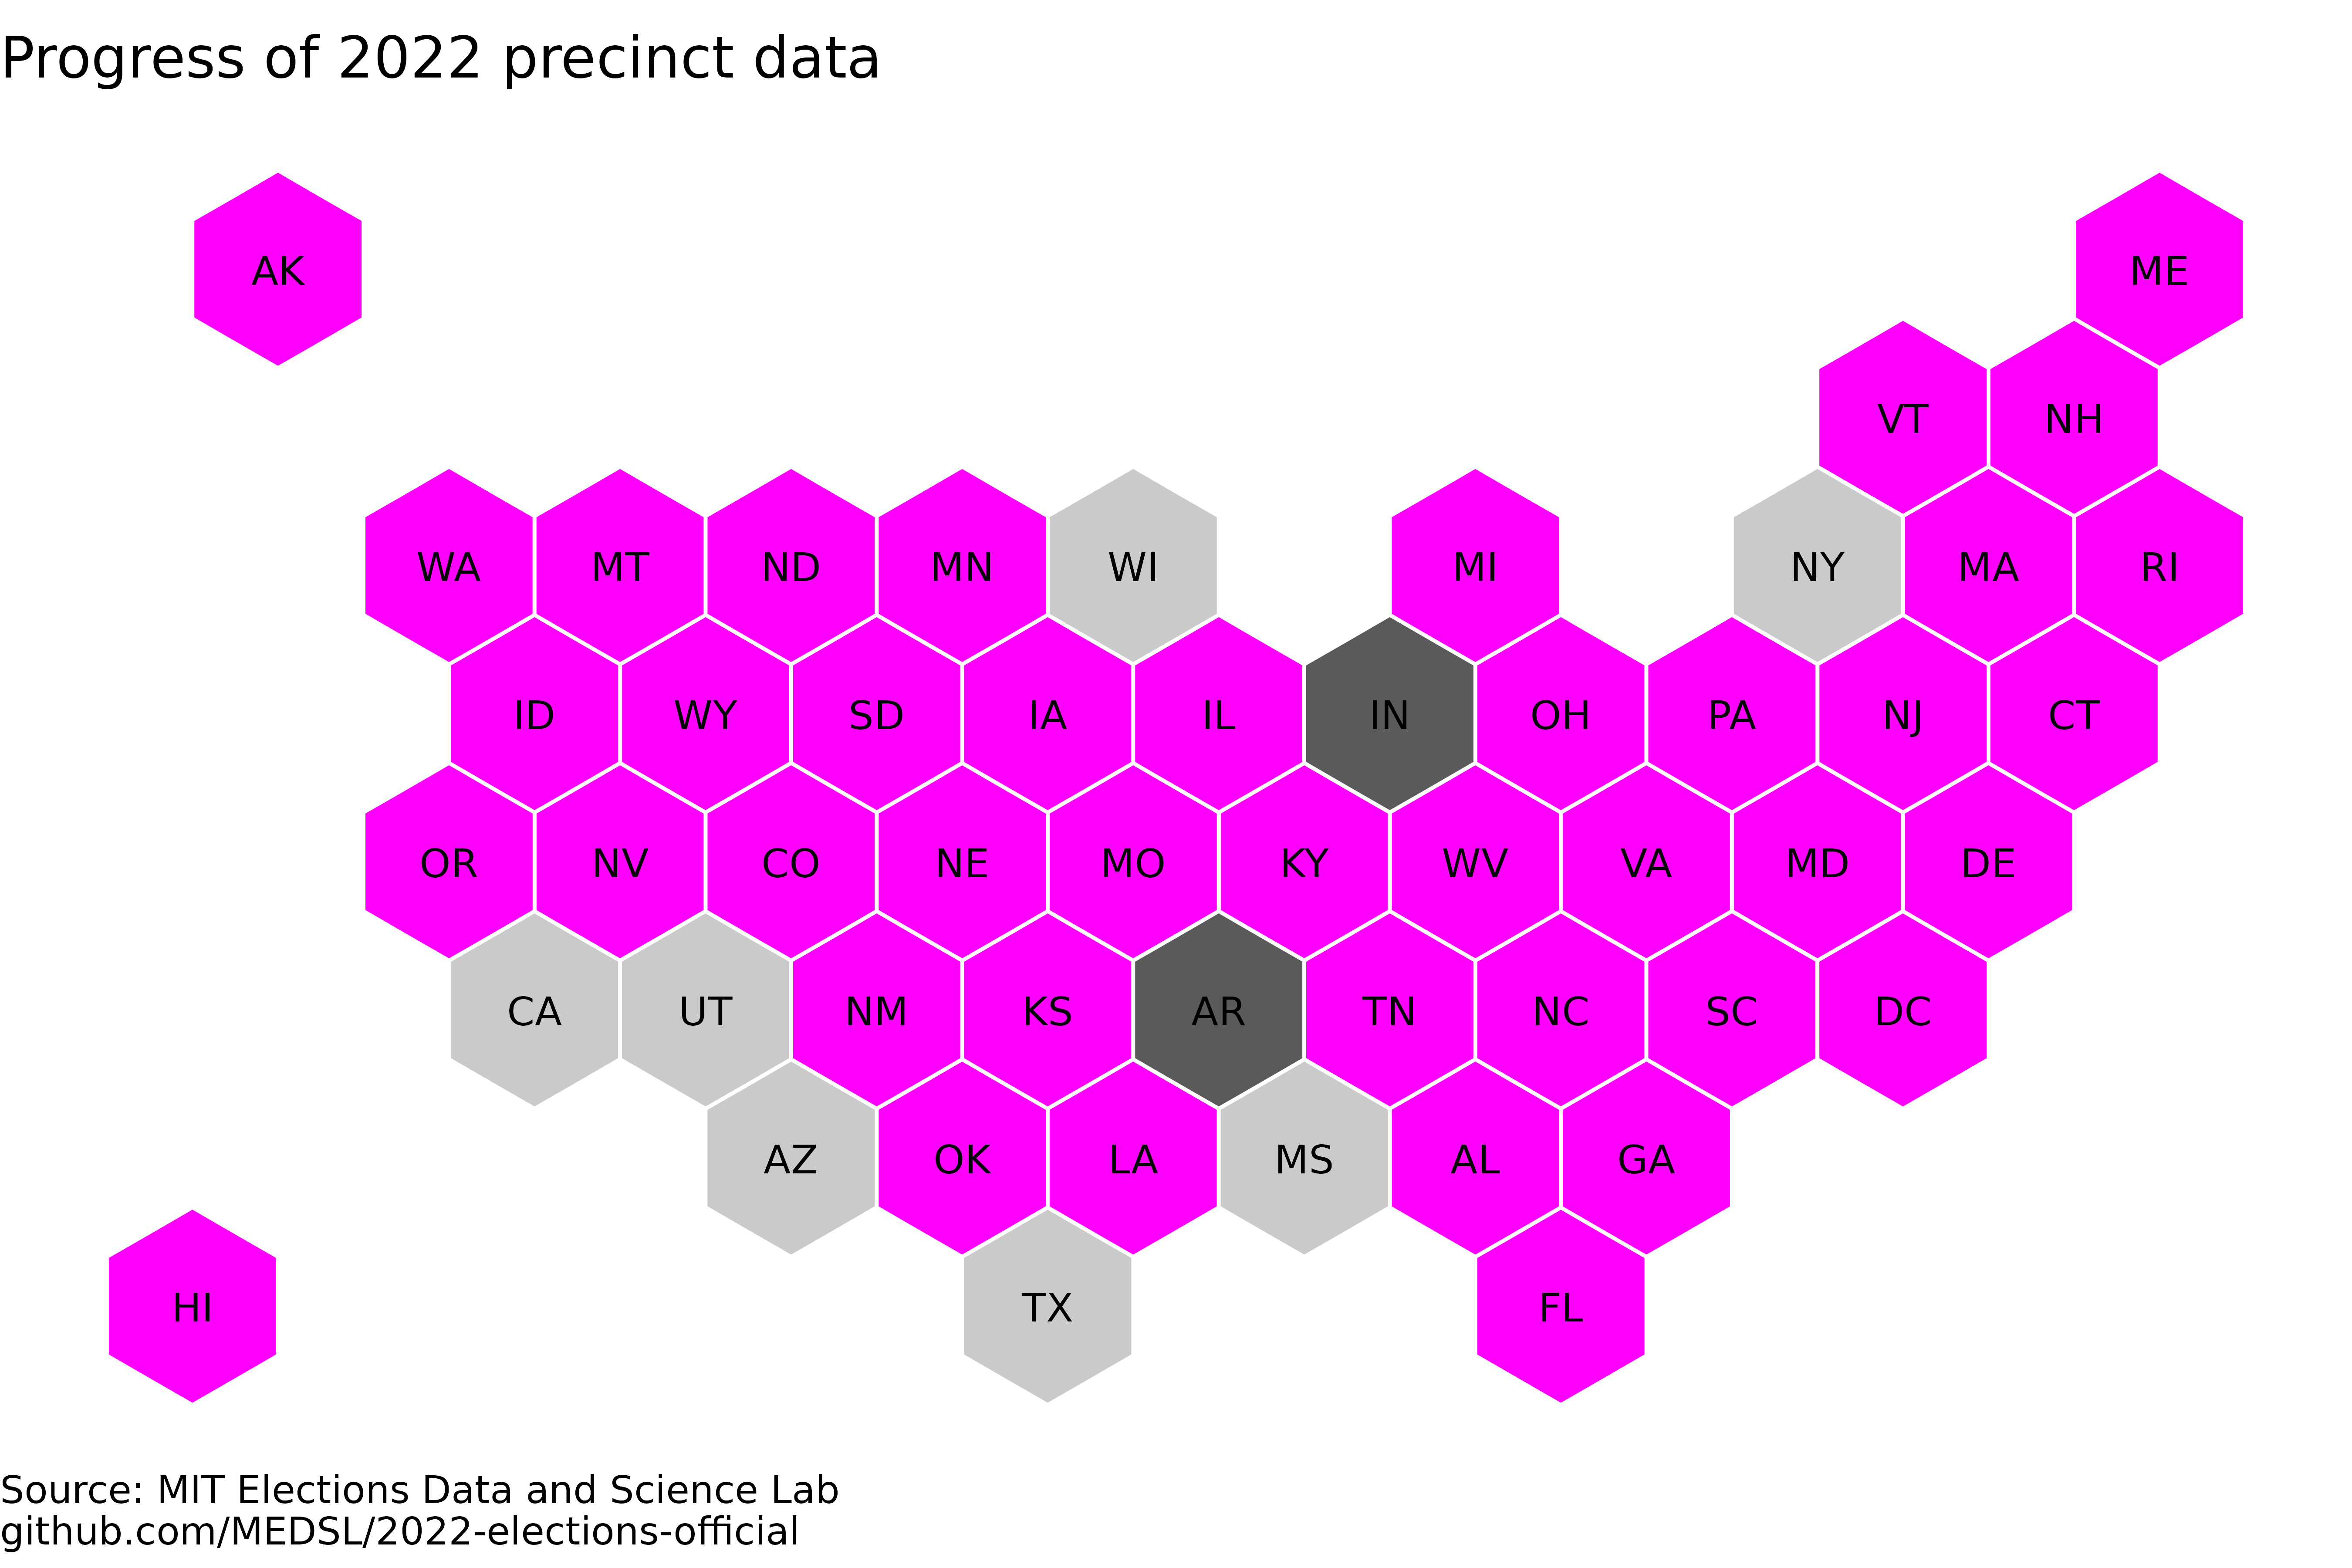 Progress of 2022 precinct data
AK
ME
VT NH
WA MT ND MN WI MI NY MA RI
ID WY SD IA IL IN OH PA NJ CT
OR NV CO NE MO KY WV VA MD DE
CA UT NM KS AR TN NC SC DC
AZ OK LA MS AL GA
HI TX FL
Source: MIT Elections Data and Science Lab
github.com/MEDSL/2022-elections-official